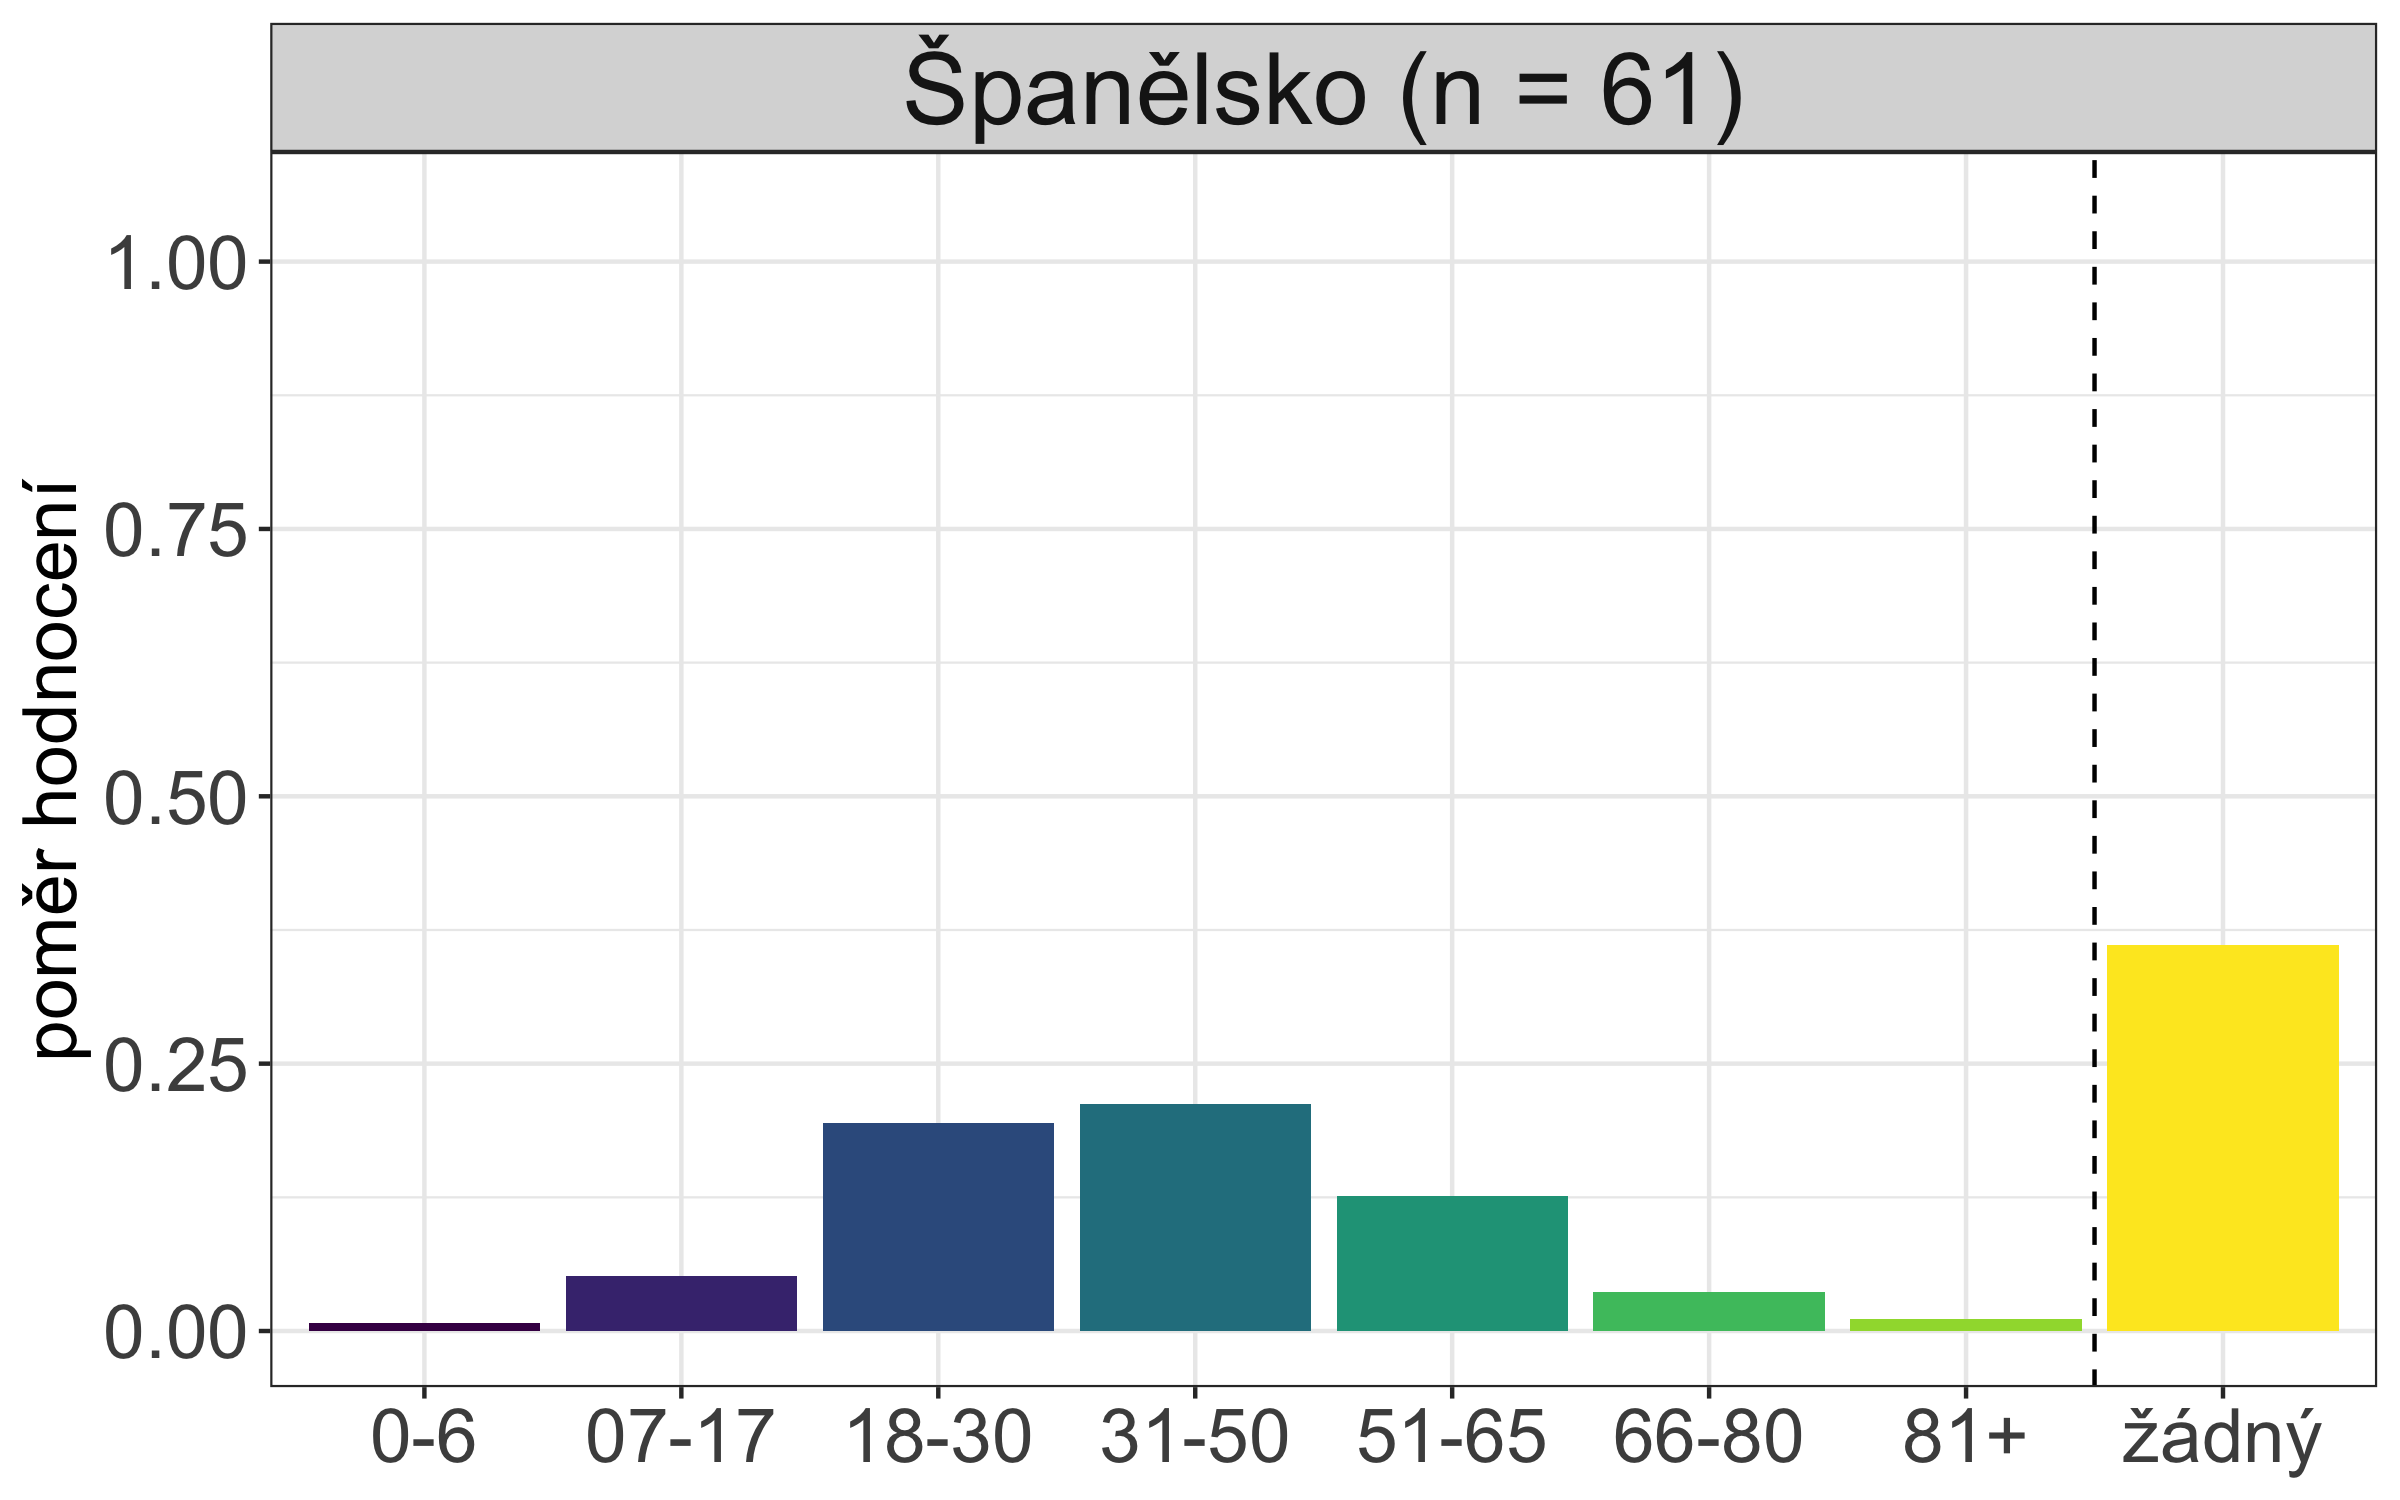 Španělsko (n = 61)
poměr hodnocení
1.00
0.75
0.50
0.25
0.00
0-6 07-17 18-30 31-50 51-65 66-80 81+ žádný